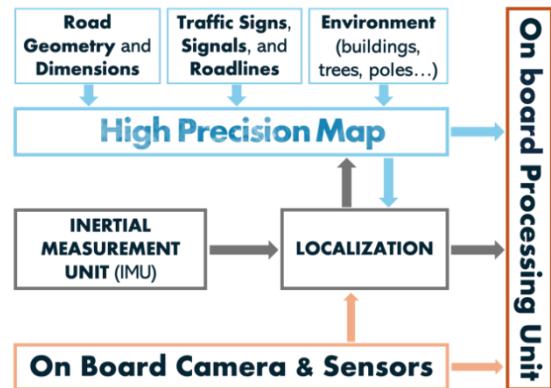 Road
Geometry and
Dimensions
Traffic Signs,
Signals, and
Roadlines
Environment
(buildings,
trees, poles...)
High Precision Map
INERTIAL
MEASUREMENT
UNIT (IMU)
LOCALIZATION
On Board Camera & Sensors
On board Processing Unit